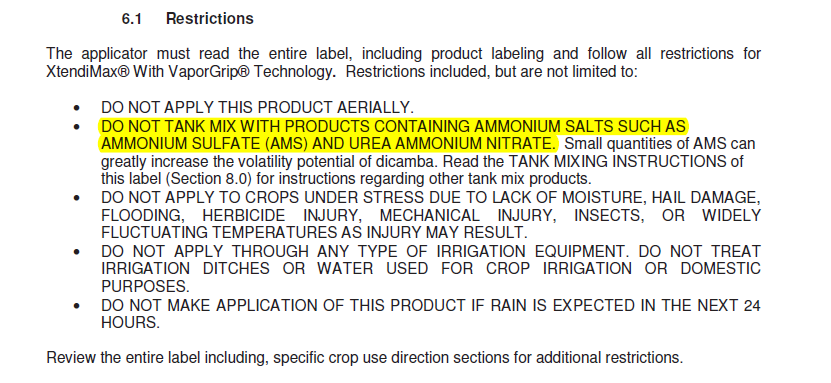 6.1 Restrictions
The applicator must read the entire label, including product labeling and follow all restrictions for
XtendiMax® With VaporGrip® Technology. Restrictions included, but are not limited to:
• DO NOT APPLY THIS PRODUCT AERIALLY.
• DO NOT TANK MIX WITH PRODUCTS CONTAINING AMMONIUM SALTS SUCH AS
AMMONIUM SULFATE (AMS) AND UREA AMMONIUM NITRATE. Small quantities of AMS can
greatly increase the volatility potential of dicamba. Read the TANK MIXING INSTRUCTIONS of
this label (Section 8.0) for instructions regarding other tank mix products.
• DO NOT APPLY TO CROPS UNDER STRESS DUE TO LACK OF MOISTURE, HAIL DAMAGE,
FLOODING, HERBICIDE INJURY, MECHANICAL INJURY, INSECTS, OR WIDELY
FLUCTUATING TEMPERATURES AS INJURY MAY RESULT.
• DO NOT APPLY THROUGH ANY TYPE OF IRRIGATION EQUIPMENT. DO NOT TREAT
IRRIGATION DITCHES OR WATER USED FOR CROP IRRIGATION OR DOMESTIC
PURPOSES.
• DO NOT MAKE APPLICATION OF THIS PRODUCT IF RAIN IS EXPECTED IN THE NEXT 24
HOURS.
Review the entire label including, specific crop use direction sections for additional restrictions.